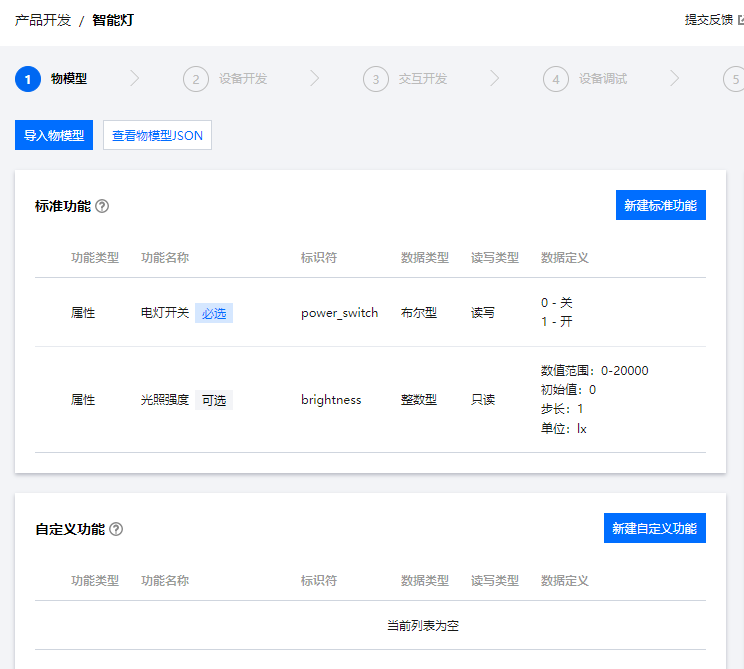 产品开发 / 智能灯 提交反馈
1 物模型 2 设备开发 3 交互开发 4 设备调试 5
导入物模型 查看物模型JSON
标准功能 ? 新建标准功能
功能类型 功能名称 标识符 数据类型 读写类型 数据定义
属性 电灯开关 必选 power_switch 布尔型 读写 0 - 关
1 - 开
属性 光照强度 可选 brightness 整数型 只读 数值范围：0-20000
初始值：0
步长：1
单位：lx
自定义功能 ? 新建自定义功能
功能类型 功能名称 标识符 数据类型 读写类型 数据定义
当前列表为空